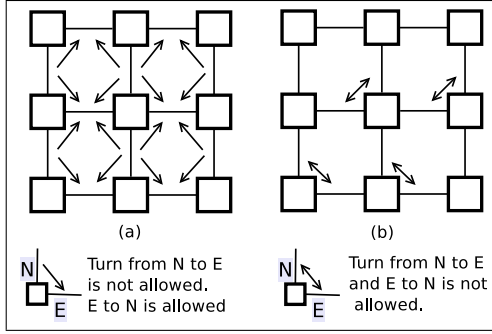 (a)
(b)
N
E
Turn from N to E
is not allowed.
E to N is allowed
N
E
Turn from N to E
and E to N is not
allowed.